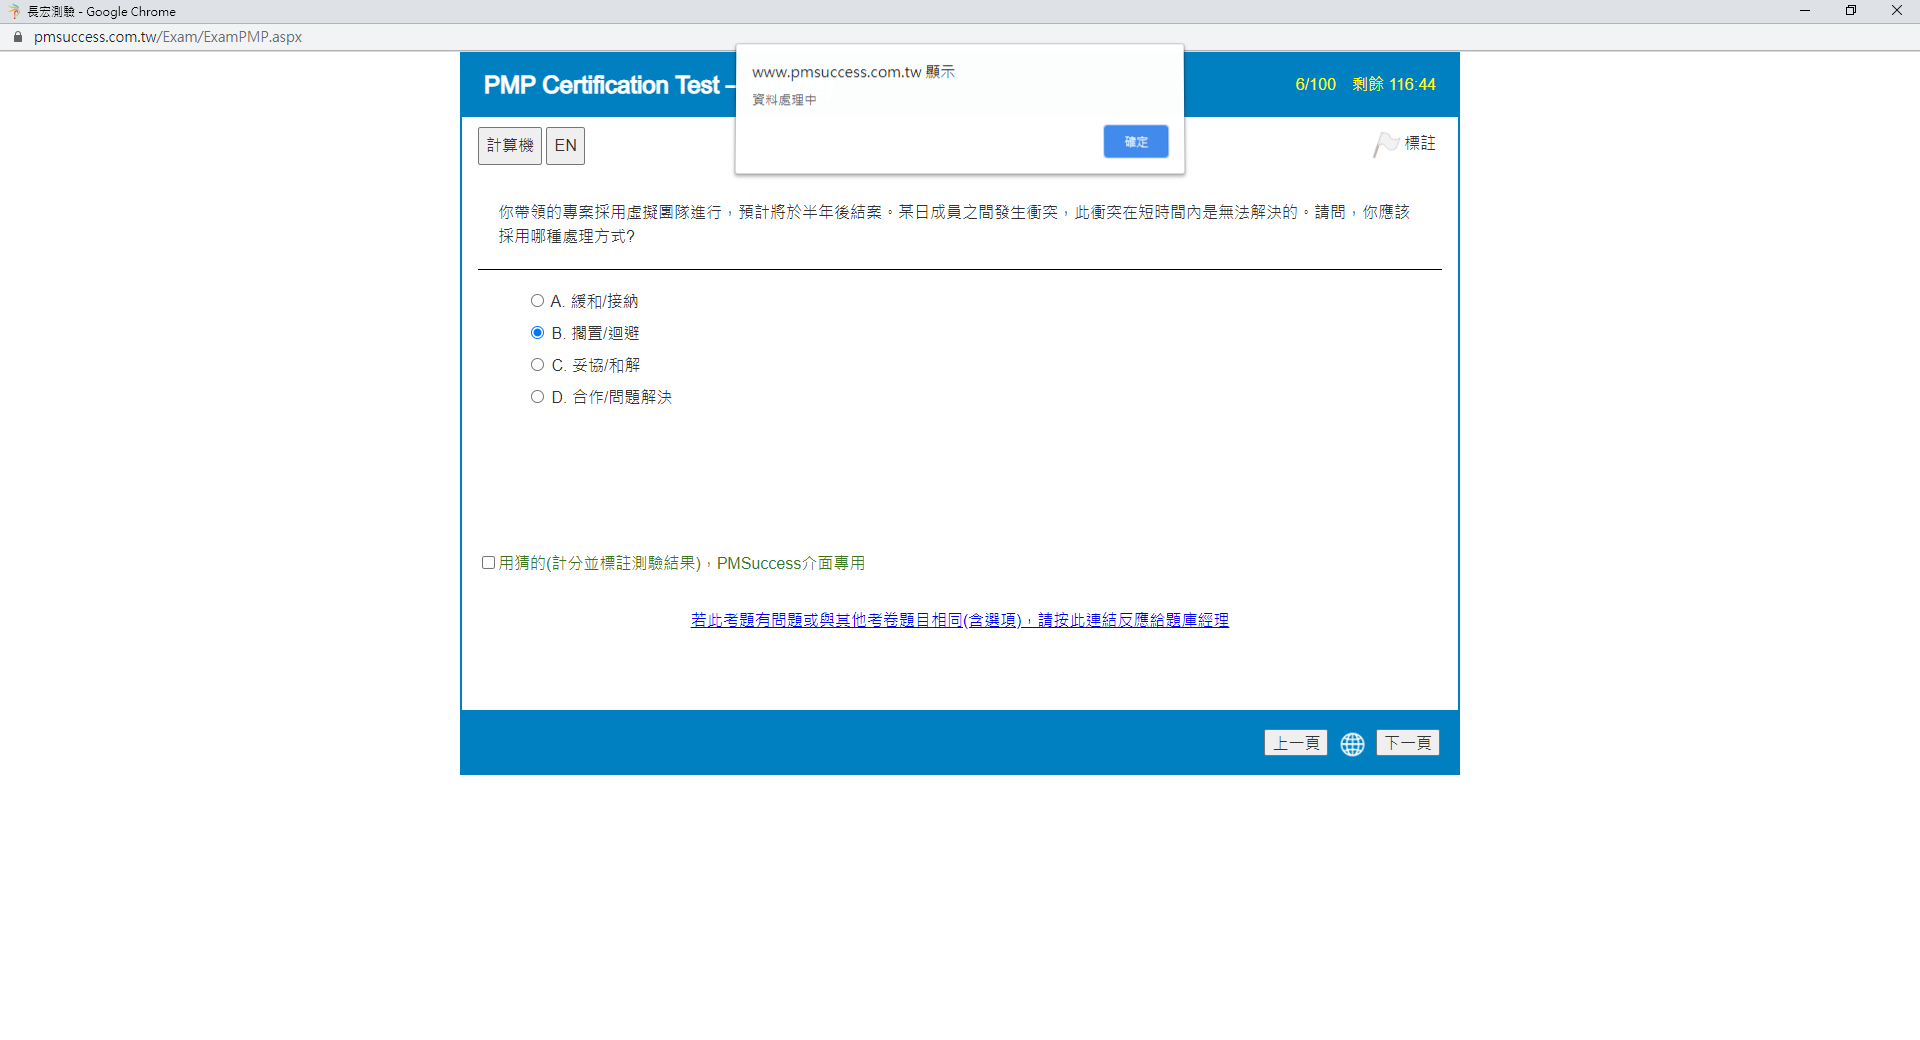 長宏測驗 - Google Chrome
pmsuccess.com.tw/Exam/ExamPMP.aspx
www.pmsuccess.com.tw 顯示
資料處理中
確定
PMP Certification Test –
6/100 剩餘 116:44
計算機 EN
標註
你帶領的專案採用虛擬團隊進行，預計將於半年後結案。某日成員之間發生衝突，此衝突在短時間內是無法解決的。請問，你應該
採用哪種處理方式?
A. 緩和/接納
B. 擱置/迴避
C. 妥協/和解
D. 合作/問題解決
用猜的(計分並標註測驗結果)，PMSuccess介面專用
若此考題有問題或與其他考卷題目相同(含選項)，請按此連結反應給題庫經理
上一頁 下一頁